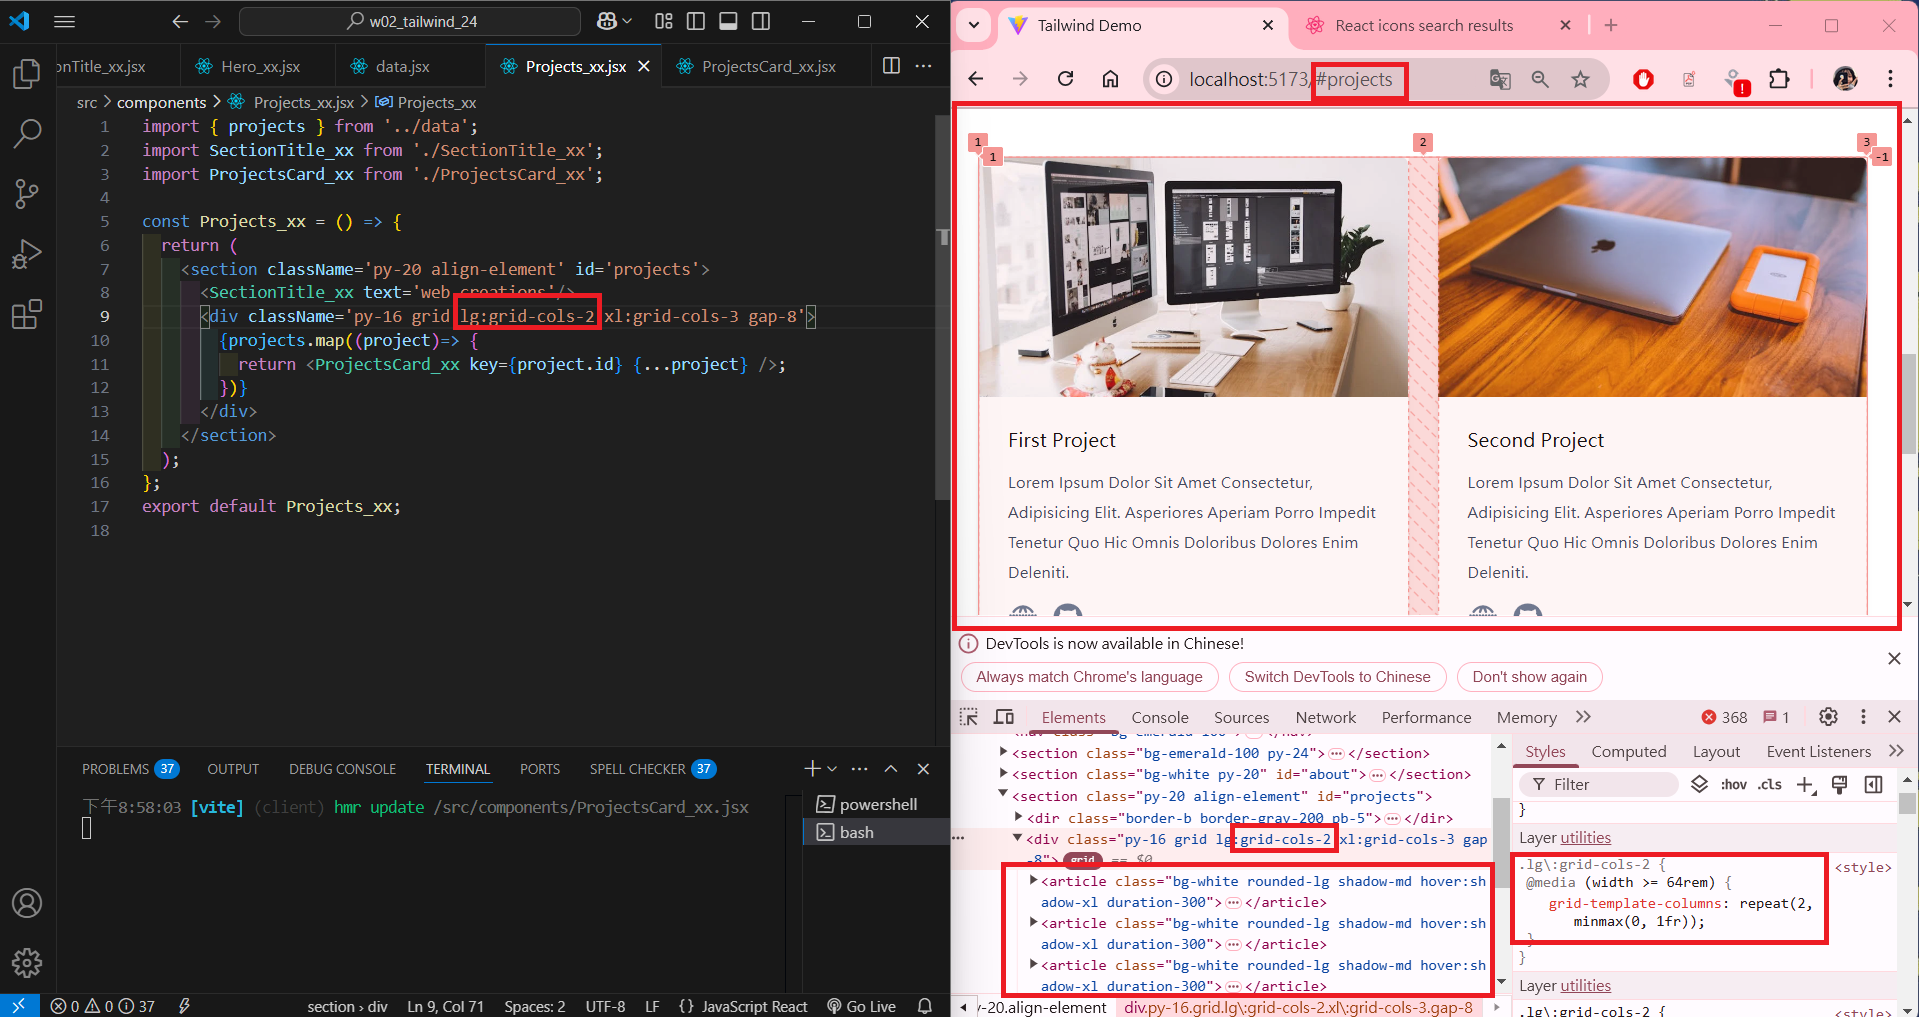 w02_tailwind_24
onTitle_xx.jsx
Hero_xx.jsx
data.jsx
Projects_xx.jsx
ProjectsCard_xx.jsx
src > components > Projects_xx.jsx > Projects_xx
1 import { projects } from '../data';
2 import SectionTitle_xx from './SectionTitle_xx';
3 import ProjectsCard_xx from './ProjectsCard_xx';
4
5 const Projects_xx = () => {
6 return (
7 <section className='py-20 align-element' id='projects'>
8 <SectionTitle_xx text='web creations'/>
9 <div className='py-16 grid lg:grid-cols-2 xl:grid-cols-3 gap-8'>
10 {projects.map((project)=> {
11 return <ProjectsCard_xx key={project.id} {...project} />;
12 })}
13 </div>
14 </section>
15 );
16 };
17 export default Projects_xx;
18
PROBLEMS 37 OUTPUT DEBUG CONSOLE TERMINAL PORTS SPELL CHECKER 37
下午8:58:03 [vite] (client) hmr update /src/components/ProjectsCard_xx.jsx
powershell
bash
0 0 37 section > div Ln 9, Col 71 Spaces: 2 UTF-8 LF {} JavaScript React Go Live
Tailwind Demo
React icons search results
localhost:5173/#projects
1 2 3
1 -1
First Project
Lorem Ipsum Dolor Sit Amet Consectetur,
Adipisicing Elit. Asperiores Aperiam Porro Impedit
Tenetur Quo Hic Omnis Doloribus Dolores Enim
Deleniti.
Second Project
Lorem Ipsum Dolor Sit Amet Consectetur,
Adipisicing Elit. Asperiores Aperiam Porro Impedit
Tenetur Quo Hic Omnis Doloribus Dolores Enim
Deleniti.
DevTools is now available in Chinese!
Always match Chrome's language
Switch DevTools to Chinese
Don't show again
Elements Console Sources Network Performance Memory 368 1
<section class="bg-emerald-100 py-24">…</section>
<section class="bg-white py-20" id="about">…</section>
<section class="py-20 align-element" id="projects">
<dir class="border-b border-gray-200 pb-5">…</dir>
<div class="py-16 grid lg:grid-cols-2 xl:grid-cols-3 gap
-8"> grid == $0
<article class="bg-white rounded-lg shadow-md hover:sh
adow-xl duration-300">…</article>
<article class="bg-white rounded-lg shadow-md hover:sh
adow-xl duration-300">…</article>
<article class="bg-white rounded-lg shadow-md hover:sh
adow-xl duration-300">…</article>
y-20.align-element div.py-16.grid.lg\:grid-cols-2.xl\:grid-cols-3.gap-8
Styles Computed Layout Event Listeners
Filter :hov .cls
}
Layer utilities
.lg\:grid-cols-2 { <style>
@media (width >= 64rem) {
grid-template-columns: repeat(2,
minmax(0, 1fr));
}
}
Layer utilities
.lg\:grid-cols-2 { <style>